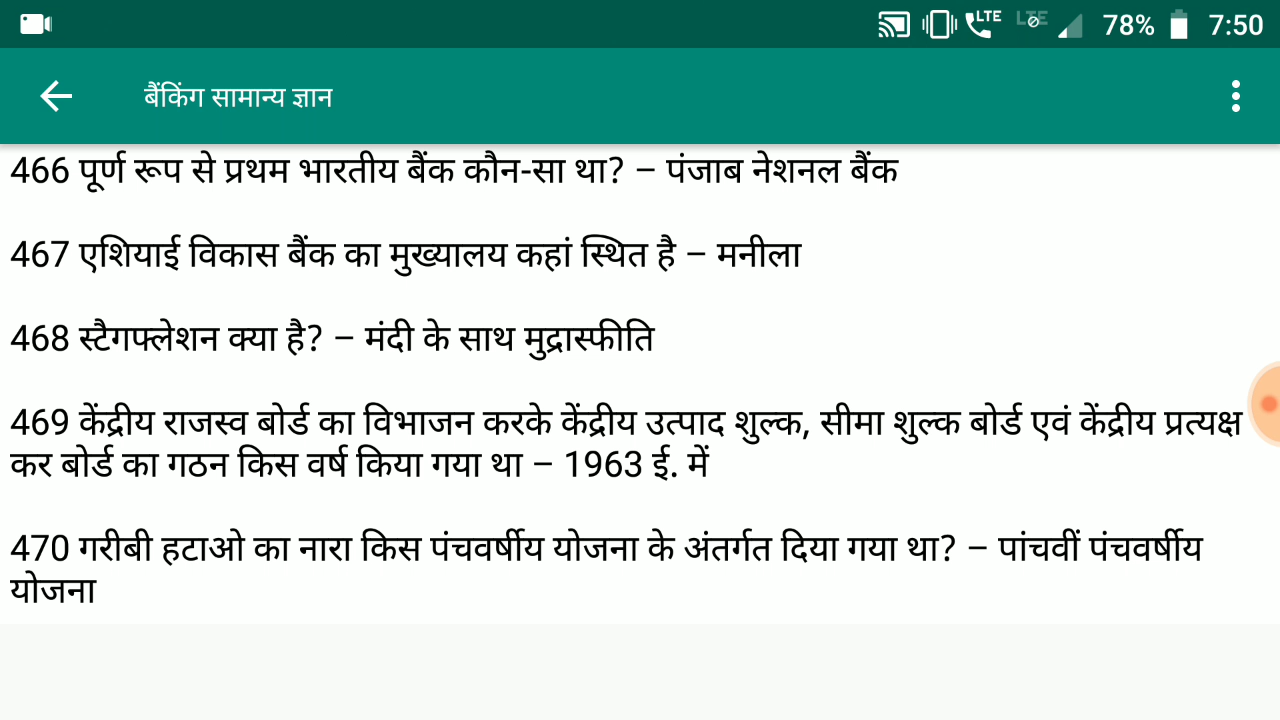 LTE LTE 78% 7:50
बैंकिंग सामान्य ज्ञान
466 पूर्ण रूप से प्रथम भारतीय बैंक कौन-सा था? – पंजाब नेशनल बैंक
467 एशियाई विकास बैंक का मुख्यालय कहां स्थित है – मनीला
468 स्टैगफ्लेशन क्या है? – मंदी के साथ मुद्रास्फीति
469 केंद्रीय राजस्व बोर्ड का विभाजन करके केंद्रीय उत्पाद शुल्क, सीमा शुल्क बोर्ड एवं केंद्रीय प्रत्यक्ष
कर बोर्ड का गठन किस वर्ष किया गया था – 1963 ई. में
470 गरीबी हटाओ का नारा किस पंचवर्षीय योजना के अंतर्गत दिया गया था? – पांचवीं पंचवर्षीय
योजना